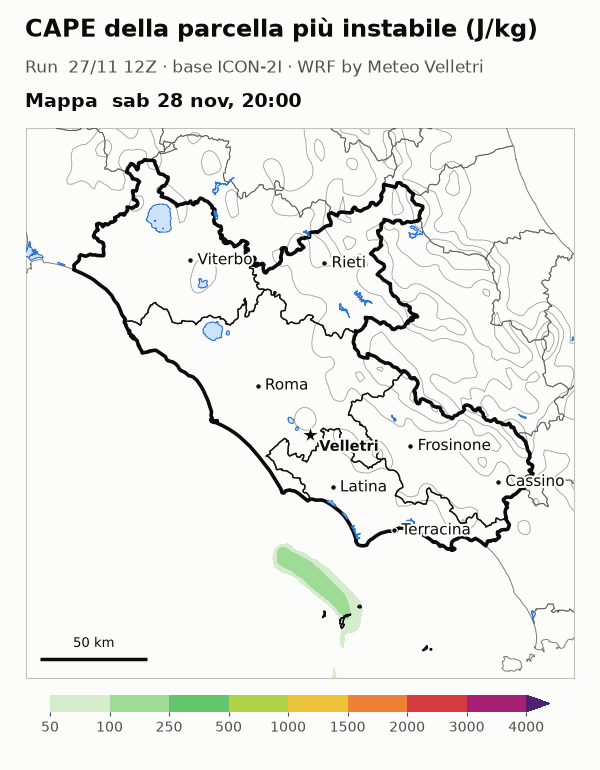 CAPE della parcella più instabile (J/kg)
Run  27/11 12Z · base ICON-2I · WRF by Meteo Velletri
Mappa  sab 28 nov, 20:00
Viterbo
Rieti
Roma
Velletri
Frosinone
Latina
Cassino
Terracina
50 km
50 100 250 500 1000 1500 2000 3000 4000